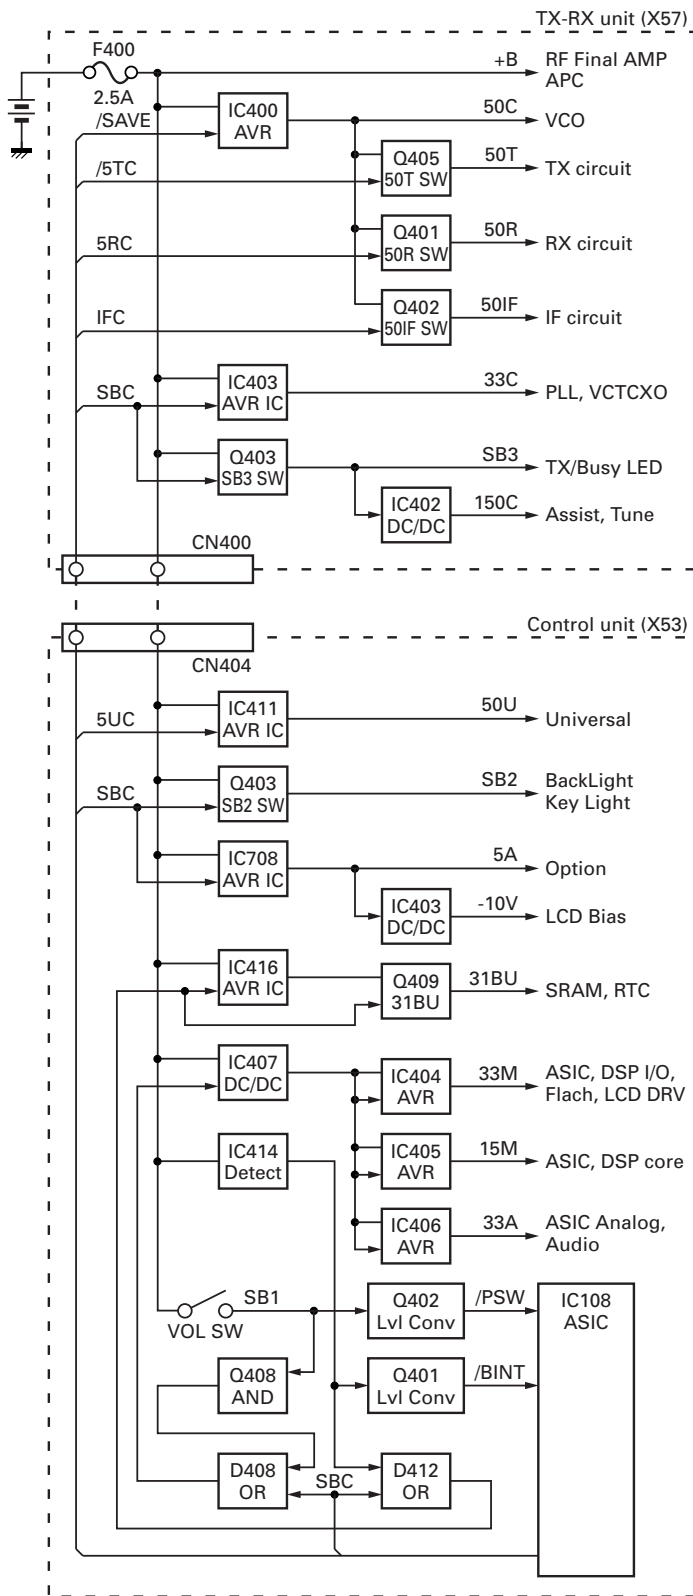 TX-RX unit (X57)
F400
2.5A
+B
RF Final AMP
APC
/SAVE
IC400
AVR
50C
VCO
/5TC
Q405
50T SW
50T
TX circuit
5RC
Q401
50R SW
50R
RX circuit
IFC
Q402
50IF SW
50IF
IF circuit
SBC
IC403
AVR IC
33C
PLL, VCTCXO
Q403
SB3 SW
SB3
TX/Busy LED
IC402
DC/DC
150C
Assist, Tune
CN400
Control unit (X53)
CN404
5UC
IC411
AVR IC
50U
Universal
SBC
Q403
SB2 SW
SB2
BackLight
Key Light
IC708
AVR IC
5A
Option
IC403
DC/DC
-10V
LCD Bias
IC416
AVR IC
Q409
31BU
31BU
SRAM, RTC
IC407
DC/DC
IC404
AVR
33M
ASIC, DSP I/O,
Flach, LCD DRV
IC414
Detect
IC405
AVR
15M
ASIC, DSP core
IC406
AVR
33A
ASIC Analog,
Audio
VOL SW
SB1
Q402
Lvl Conv
/PSW
IC108
ASIC
Q408
AND
Q401
Lvl Conv
/BINT
D408
OR
SBC
D412
OR